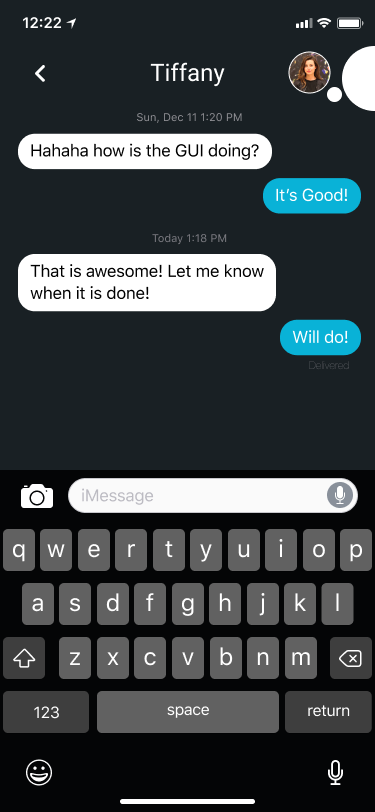 12:22
Tiffany
Sun, Dec 11 1:20 PM
Hahaha how is the GUI doing?
It's Good!
Today 1:18 PM
That is awesome! Let me know
when it is done!
Will do!
Delivered
iMessage
q w e r t y u i o p
a s d f g h j k l
z x c v b n m
123 space return